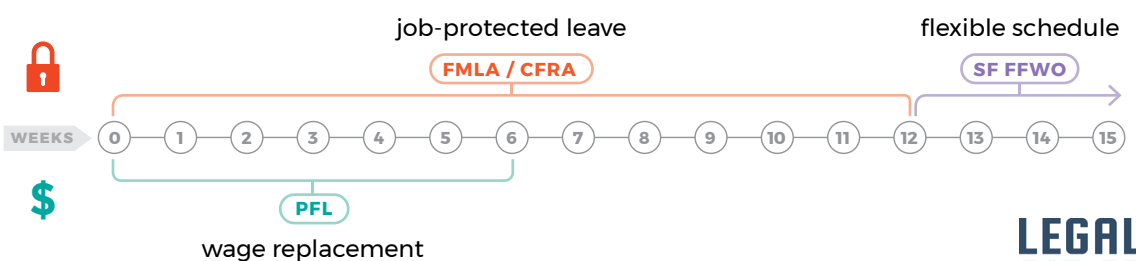 job-protected leave
flexible schedule
FMLA / CFRA
SF FFWO
WEEKS 0 1 2 3 4 5 6 7 8 9 10 11 12 13 14 15
$
PFL
wage replacement
LEGAL